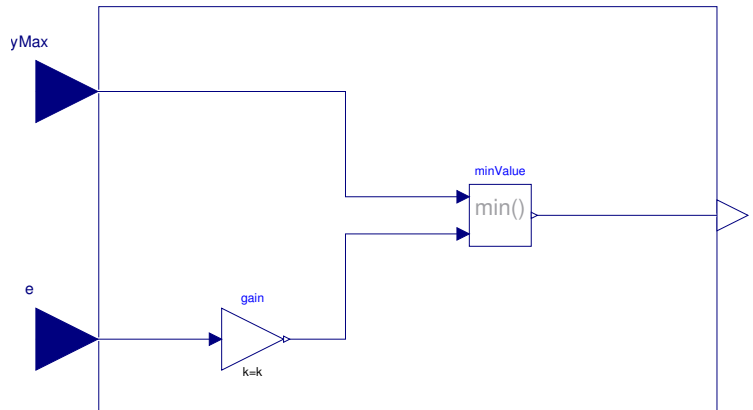 yMax
minValue
min()
e
gain
k=k